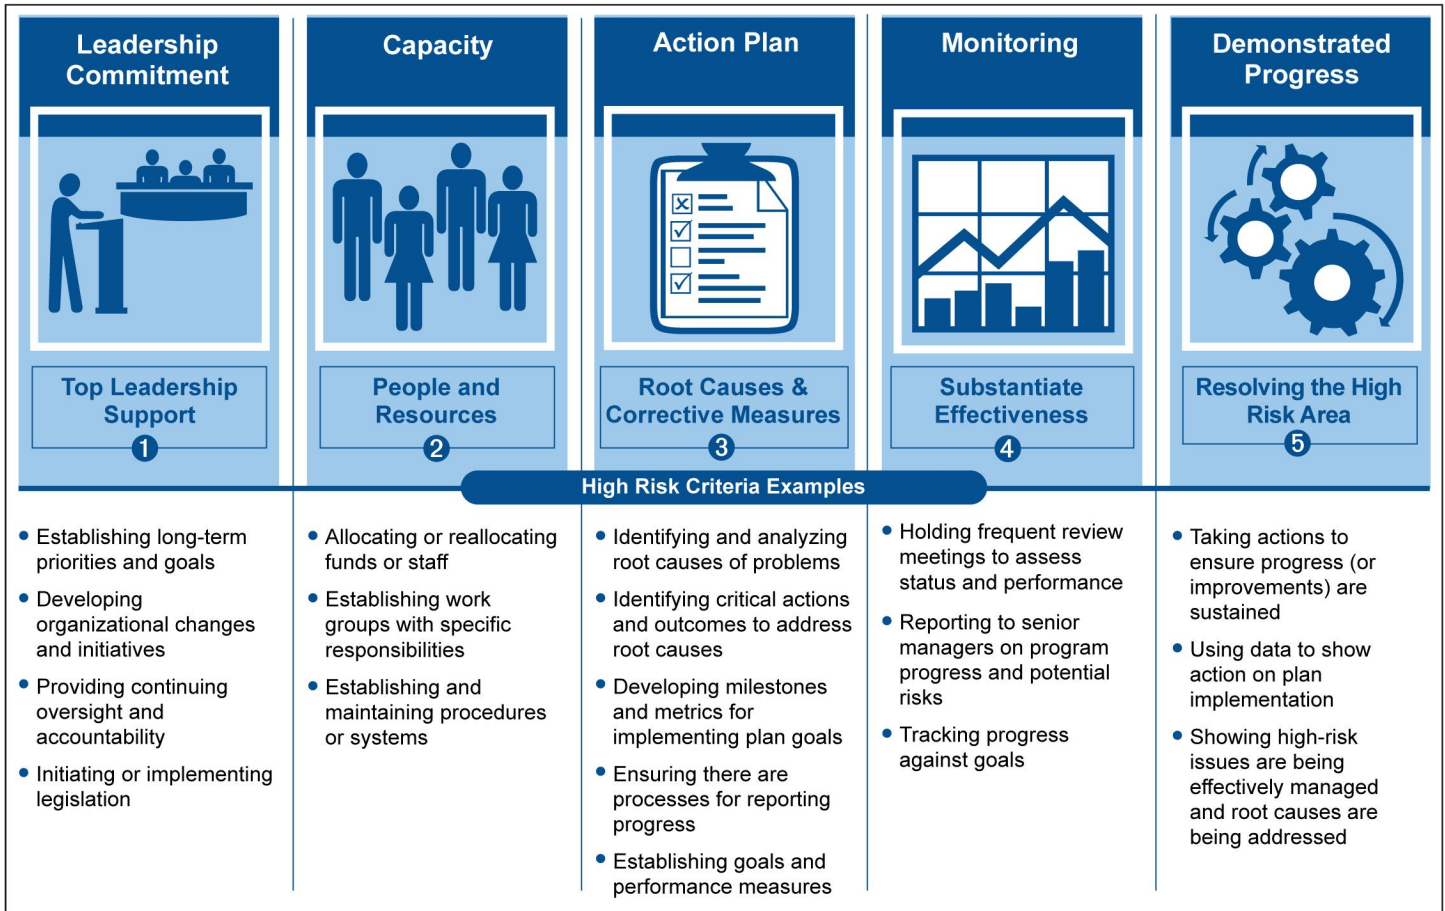 Leadership
Commitment
Capacity
Action Plan
Monitoring
Demonstrated
Progress
Top Leadership
Support
1
People and
Resources
2
Root Causes &
Corrective Measures
3
Substantiate
Effectiveness
4
Resolving the High
Risk Area
5
High Risk Criteria Examples
• Establishing long-term
priorities and goals
• Developing
organizational changes
and initiatives
• Providing continuing
oversight and
accountability
• Initiating or implementing
legislation
• Allocating or reallocating
funds or staff
• Establishing work
groups with specific
responsibilities
• Establishing and
maintaining procedures
or systems
• Identifying and analyzing
root causes of problems
• Identifying critical actions
and outcomes to address
root causes
• Developing milestones
and metrics for
implementing plan goals
• Ensuring there are
processes for reporting
progress
• Establishing goals and
performance measures
• Holding frequent review
meetings to assess
status and performance
• Reporting to senior
managers on program
progress and potential
risks
• Tracking progress
against goals
• Taking actions to
ensure progress (or
improvements) are
sustained
• Using data to show
action on plan
implementation
• Showing high-risk
issues are being
effectively managed
and root causes are
being addressed